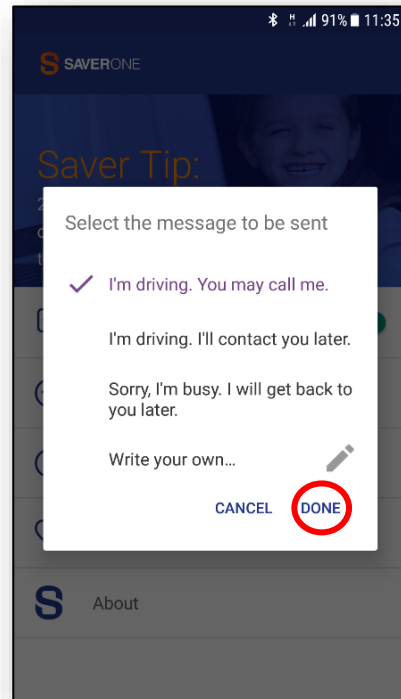 91% 11:35
SAVERONE
Saver Tip:
2
Select the message to be sent
I'm driving. You may call me.
I'm driving. I'll contact you later.
Sorry, I'm busy. I will get back to
you later.
Write your own...
CANCEL DONE
S About